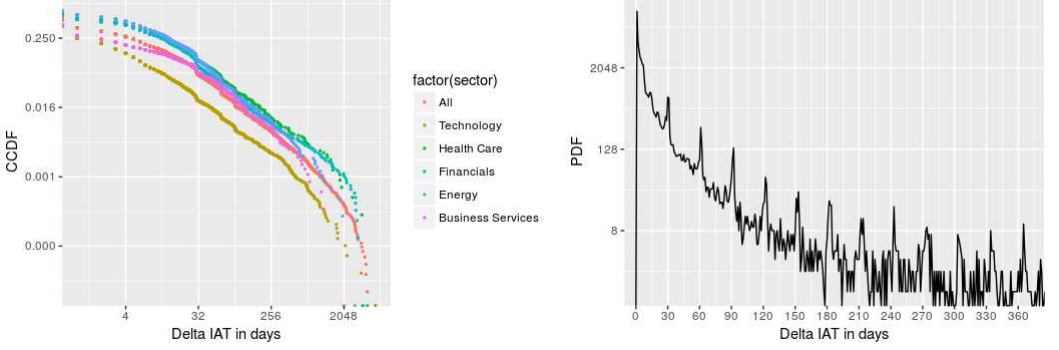 CCDF
0.250
0.016
0.001
0.000
4 32 256 2048
Delta IAT in days
factor(sector)
All
Technology
Health Care
Financials
Energy
Business Services
PDF
2048
128
8
0 30 60 90 120 150 180 210 240 270 300 330 360
Delta IAT in days